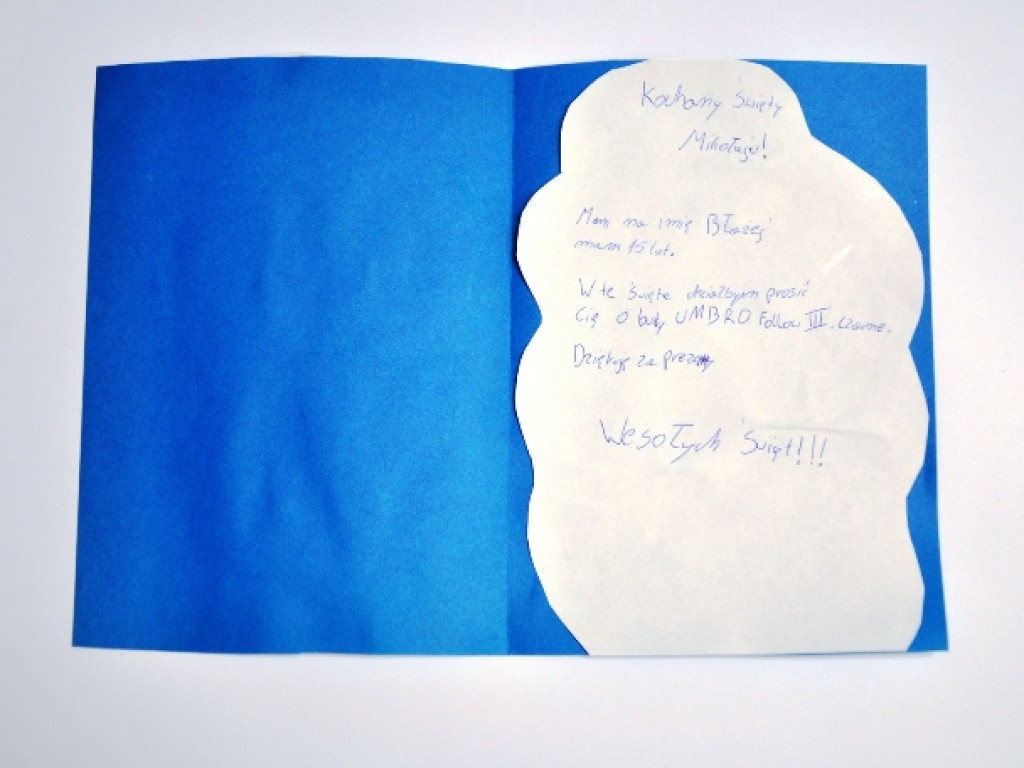 Kochany Święty
Mikołaju!
Mam na imię Błażej
mam 15 lat.
W te święta chciałbym prosić
Cię o buty UMBRO Follow III. czarne.
Dziękuję za prezenty
Wesołych Świąt!!!